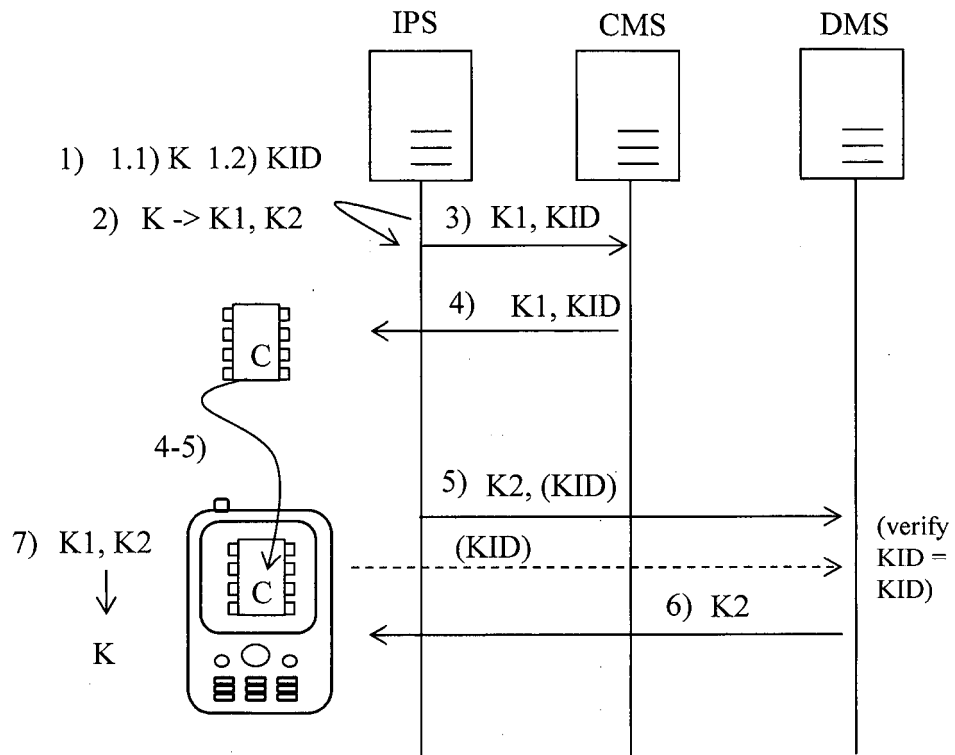 IPS CMS DMS
1) 1.1) K 1.2) KID
2) K -> K1, K2
3) K1, KID
4) K1, KID
C
4-5)
5) K2, (KID)
(verify
KID =
KID)
7) K1, K2
(KID)
C
6) K2
K